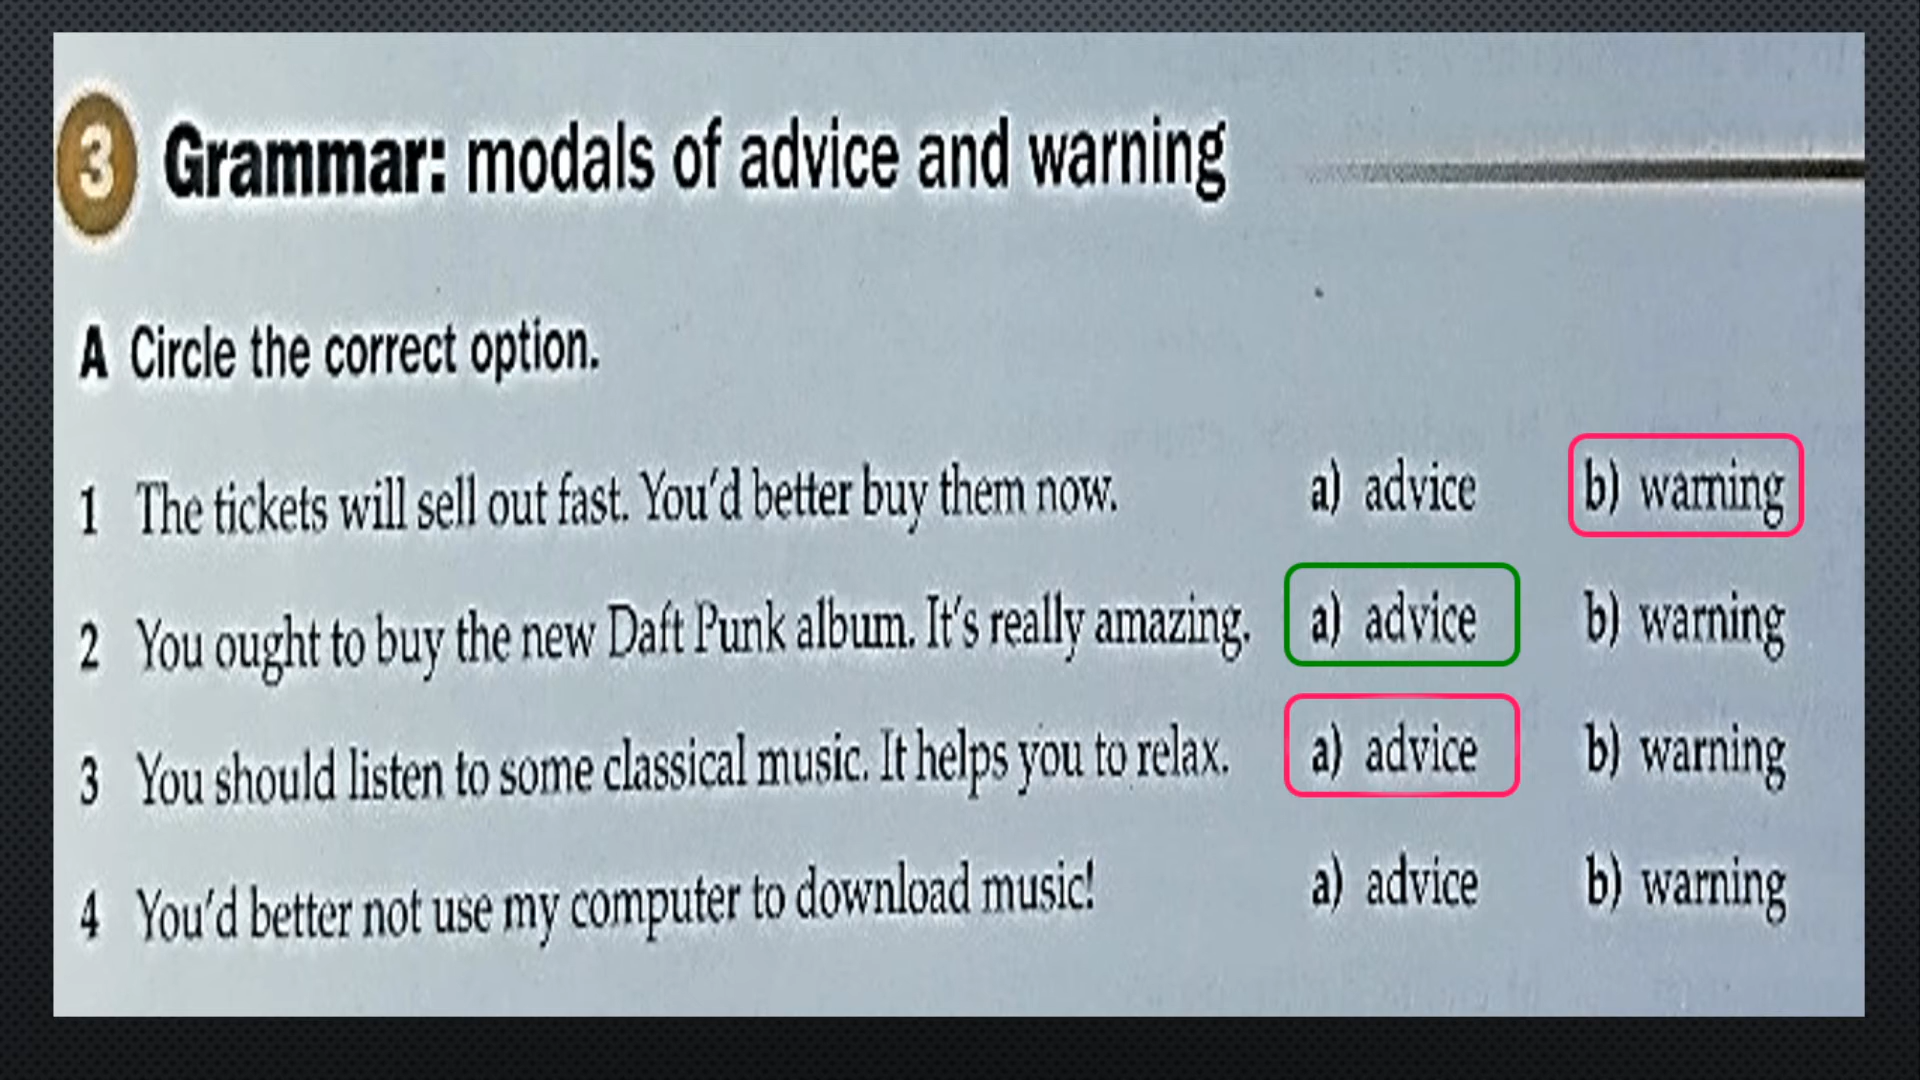 3 Grammar: modals of advice and warning
A Circle the correct option.
1 The tickets will sell out fast. You'd better buy them now. a) advice b) warning
2 You ought to buy the new Daft Punk album. It's really amazing. a) advice b) warning
3 You should listen to some classical music. It helps you to relax. a) advice b) warning
4 You'd better not use my computer to download music! a) advice b) warning